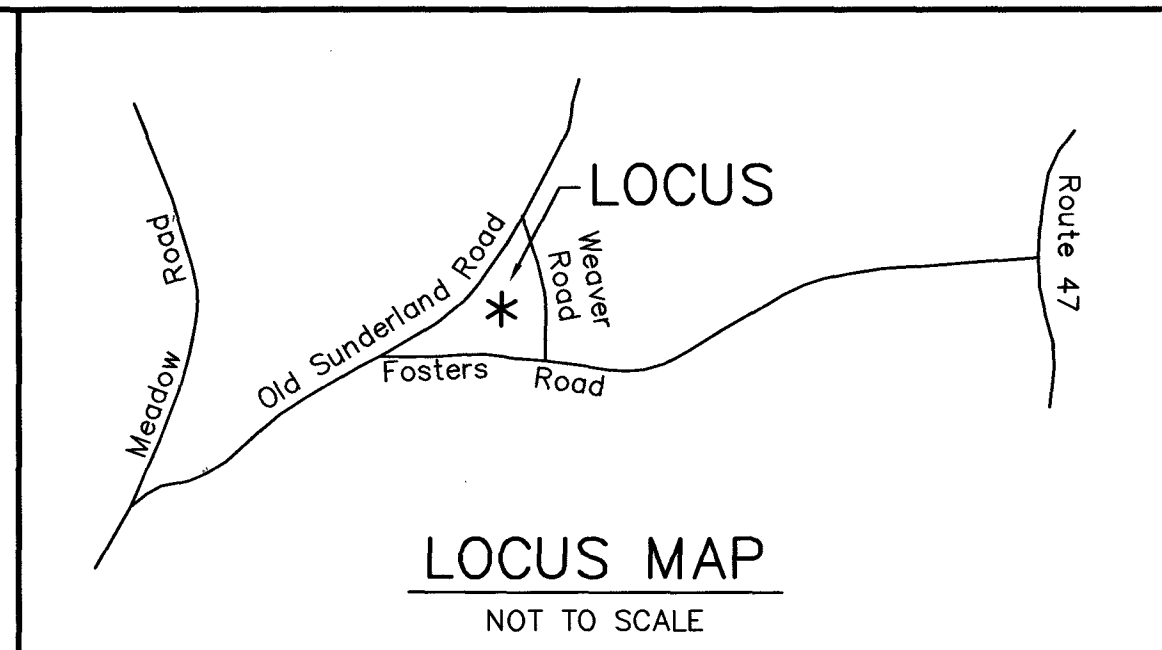 LOCUS
Meadow Road
Old Sunderland Road
Weaver
Road
Fosters Road
Route 47
LOCUS MAP
NOT TO SCALE